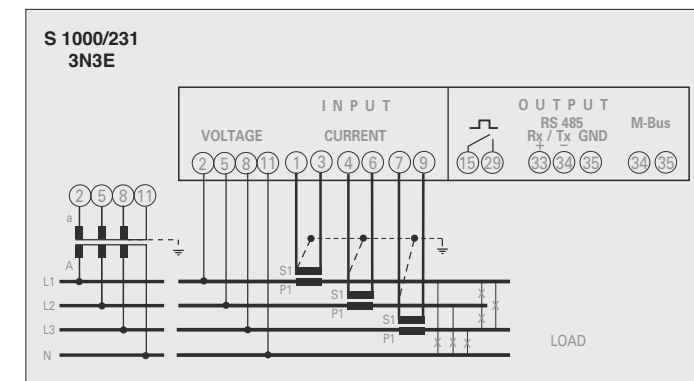 S 1000/231
3N3E
INPUT
OUTPUT
VOLTAGE
CURRENT
RS 485
Rx / Tx GND
+ −
M-Bus
2 5 8 11 1 3 4 6 7 9 15 29 33 34 35 34 35
2 5 8 11
a
A
S1
L1
P1
S1
L2
P1
S1
L3
P1
LOAD
N